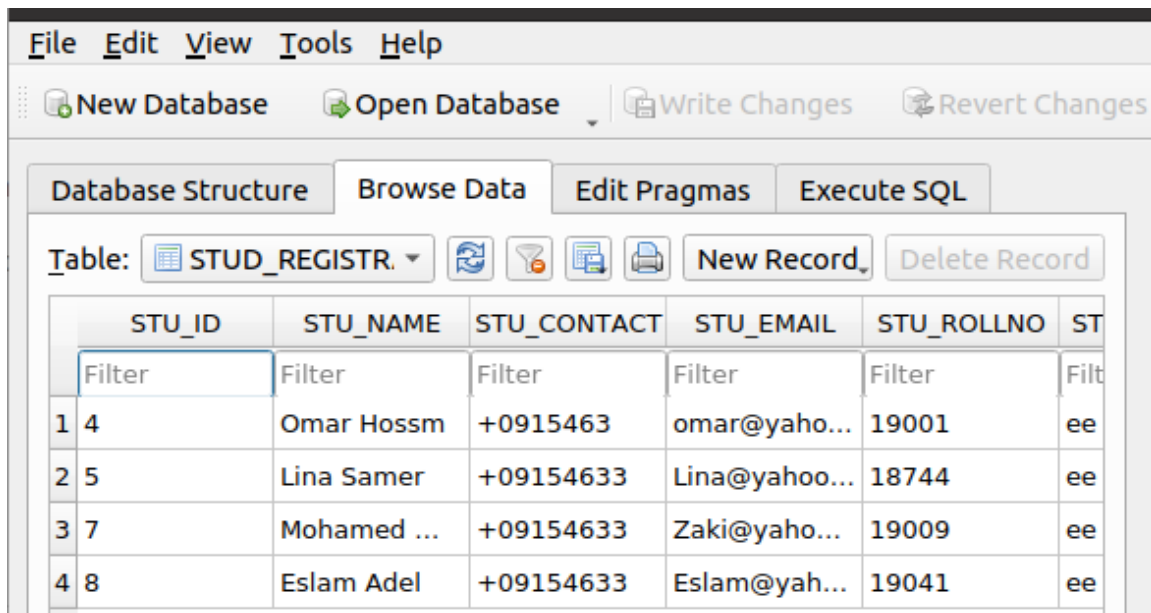 File Edit View Tools Help
New Database Open Database Write Changes Revert Changes
Database Structure Browse Data Edit Pragmas Execute SQL
Table: STUD_REGISTR. New Record Delete Record
STU_ID STU_NAME STU_CONTACT STU_EMAIL STU_ROLLNO ST
Filter Filter Filter Filter Filter Filt
1 4 Omar Hossm +0915463 omar@yaho... 19001 ee
2 5 Lina Samer +09154633 Lina@yahoo... 18744 ee
3 7 Mohamed ... +09154633 Zaki@yaho... 19009 ee
4 8 Eslam Adel +09154633 Eslam@yah... 19041 ee